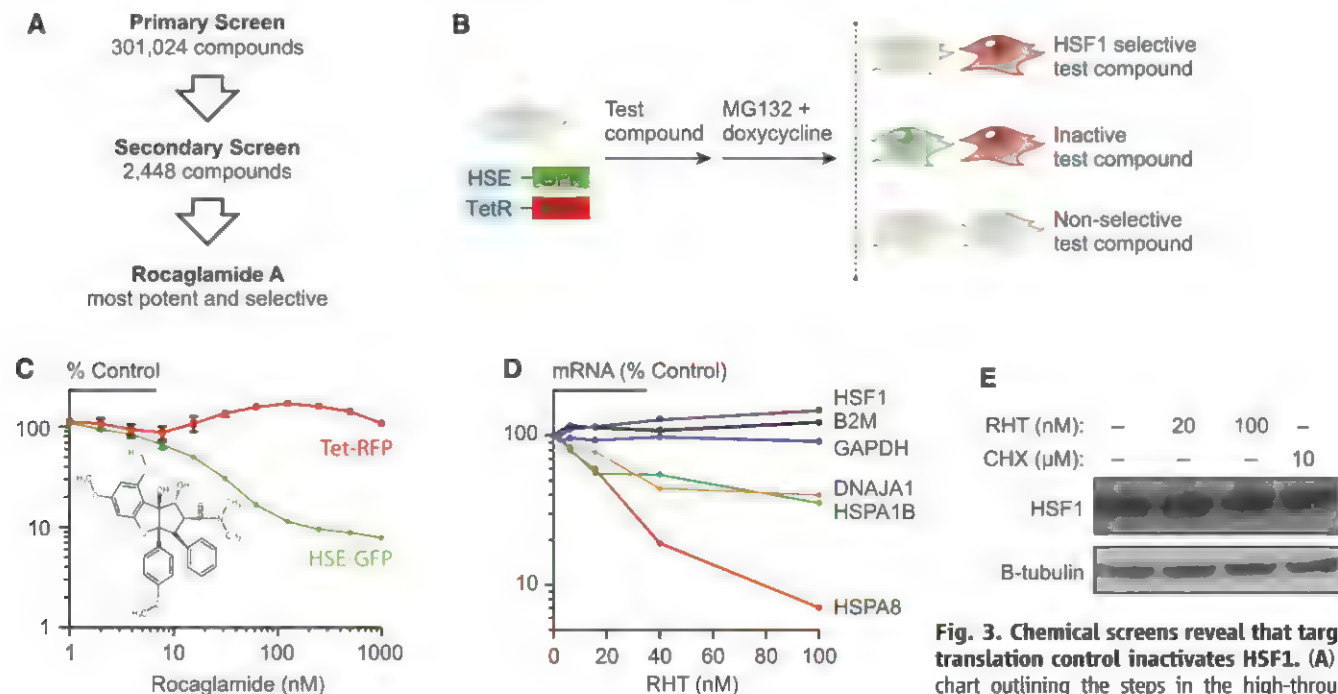 A
Primary Screen
301,024 compounds
Secondary Screen
2,448 compounds
Rocaglamide A
most potent and selective
B
HSE
TetR
Test
compound
MG132 +
doxycycline
HSF1 selective
test compound
Inactive
test compound
Non-selective
test compound
C
% Control
100
10
1
Tet-RFP
HSE GFP
1
10
100
1000
Rocaglamide (nM)
D
mRNA (% Control)
100
10
HSF1
B2M
GAPDH
DNAJA1
HSPA1B
HSPA8
0
20
40
60
80
100
RHT (nM)
E
RHT (nM): – 20 100 –
CHX (µM): – – – 10
HSF1
B-tubulin
Fig. 3. Chemical screens reveal that targ
translation control inactivates HSF1. (A)
chart outlining the steps in the high-throu